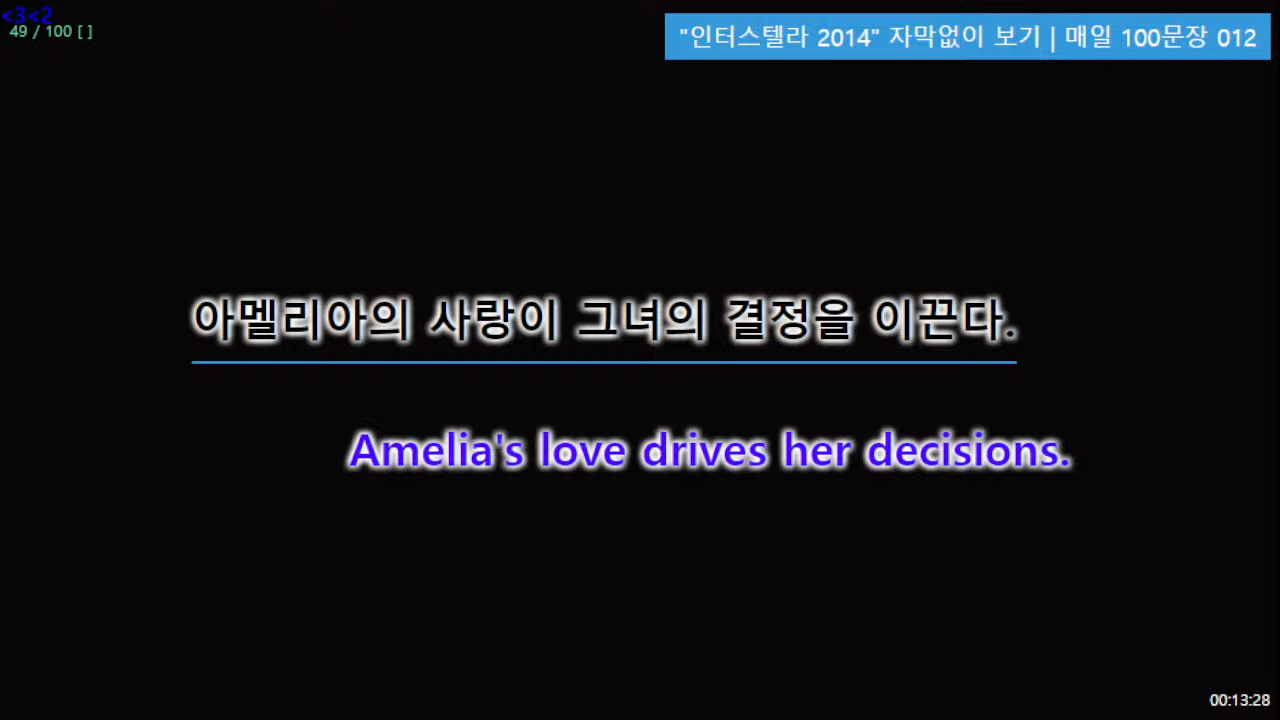 <3<2
49 / 100 [ ]
"인터스텔라 2014" 자막없이 보기 | 매일 100문장 012
아멜리아의 사랑이 그녀의 결정을 이끈다.
Amelia's love drives her decisions.
00:13:28